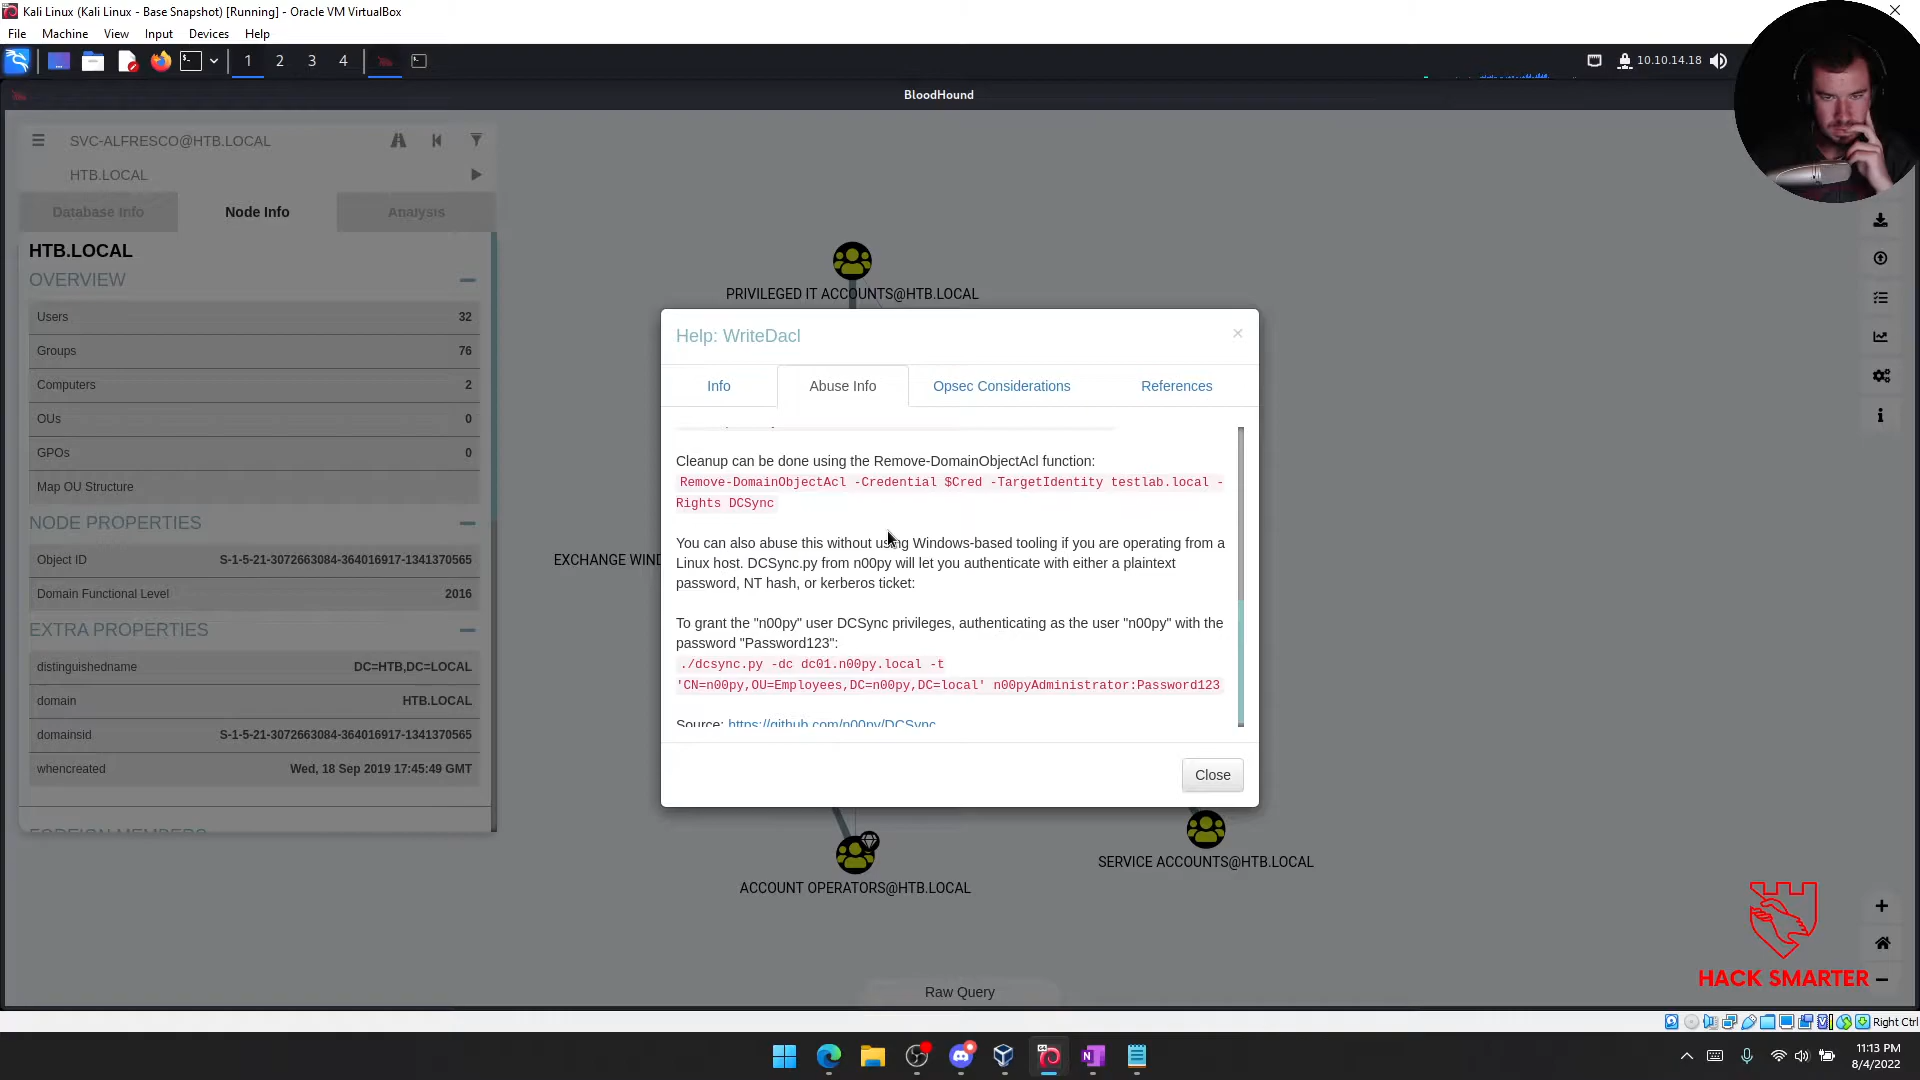 Kali Linux (Kali Linux - Base Snapshot) [Running] - Oracle VM VirtualBox
File Machine View Input Devices Help
1 2 3 4
10.10.14.18
BloodHound
SVC-ALFRESCO@HTB.LOCAL
HTB.LOCAL
Database Info Node Info Analysis
HTB.LOCAL
OVERVIEW
Users 32
Groups 76
Computers 2
OUs 0
GPOs 0
Map OU Structure
NODE PROPERTIES
Object ID S-1-5-21-3072663084-364016917-1341370565
Domain Functional Level 2016
EXTRA PROPERTIES
distinguishedname DC=HTB,DC=LOCAL
domain HTB.LOCAL
domainsid S-1-5-21-3072663084-364016917-1341370565
whencreated Wed, 18 Sep 2019 17:45:49 GMT
FOREIGN MEMBERS
PRIVILEGED IT ACCOUNTS@HTB.LOCAL
EXCHANGE WIN
Help: WriteDacl
×
Info Abuse Info Opsec Considerations References
Cleanup can be done using the Remove-DomainObjectAcl function:
Remove-DomainObjectAcl -Credential $Cred -TargetIdentity testlab.local -
Rights DCSync
You can also abuse this without using Windows-based tooling if you are operating from a
Linux host. DCSync.py from n00py will let you authenticate with either a plaintext
password, NT hash, or kerberos ticket:
To grant the "n00py" user DCSync privileges, authenticating as the user "n00py" with the
password "Password123":
./dcsync.py -dc dc01.n00py.local -t
'CN=n00py,OU=Employees,DC=n00py,DC=local' n00pyAdministrator:Password123
Source: https://github.com/n00py/DCSync
Close
ACCOUNT OPERATORS@HTB.LOCAL
SERVICE ACCOUNTS@HTB.LOCAL
HACK SMARTER
Raw Query
Right Ctrl
11:13 PM
8/4/2022